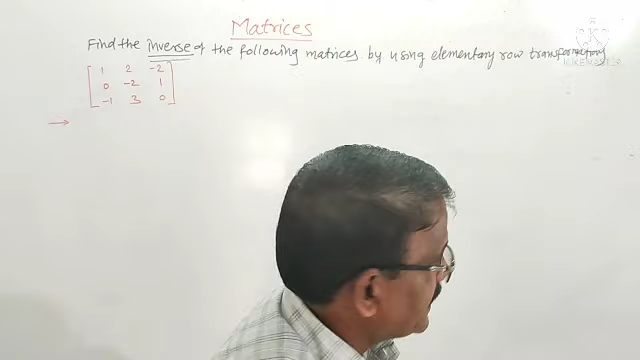 Matrices
Find the inverse of the following matrices by using elementary row transformations
1 2 -2
0 -2 1
-1 3 0
→
K
KINEMASTER